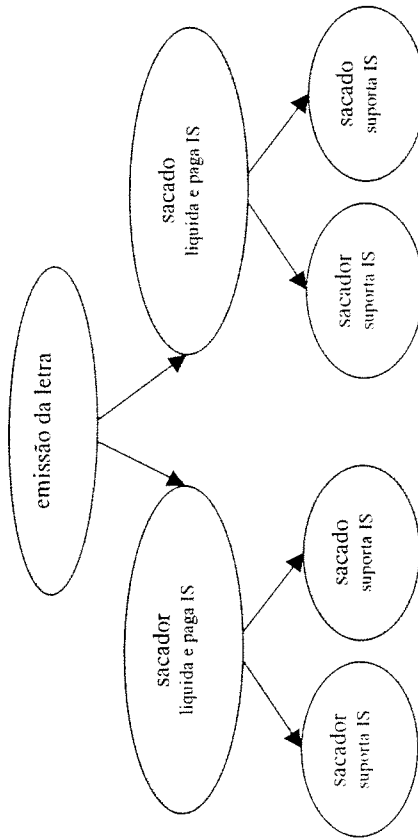 emissão da letra
sacador
liquida e paga IS
sacado
liquida e paga IS
sacador
suporta IS
sacado
suporta IS
sacador
suporta IS
sacado
suporta IS